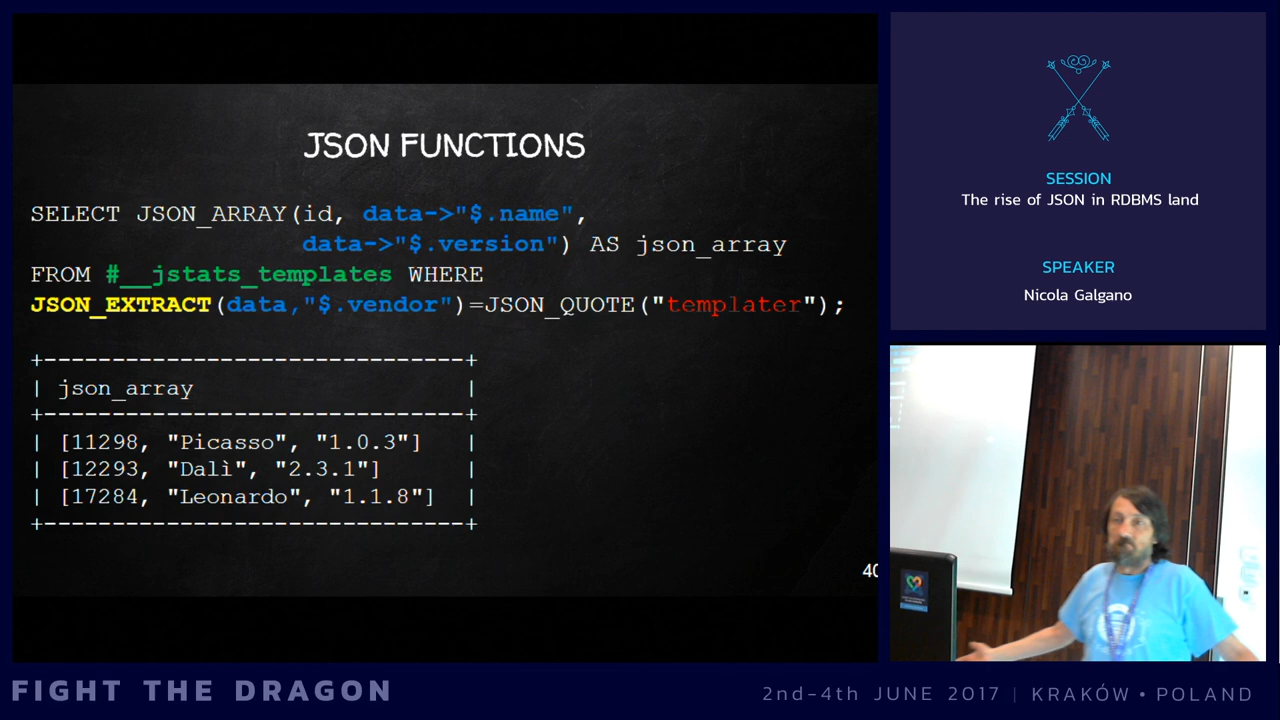 JSON FUNCTIONS
SELECT JSON_ARRAY(id, data->"$.name",
data->"$.version") AS json_array
FROM #__jstats_templates WHERE
JSON_EXTRACT(data,"$.vendor")=JSON_QUOTE("templater");
+-------------------------------+
| json_array |
+-------------------------------+
| [11298, "Picasso", "1.0.3"] |
| [12293, "Dalì", "2.3.1"] |
| [17284, "Leonardo", "1.1.8"] |
+-------------------------------+
40
SESSION
The rise of JSON in RDBMS land
SPEAKER
Nicola Galgano
FIGHT THE DRAGON
2nd-4th JUNE 2017 | KRAKÓW • POLAND